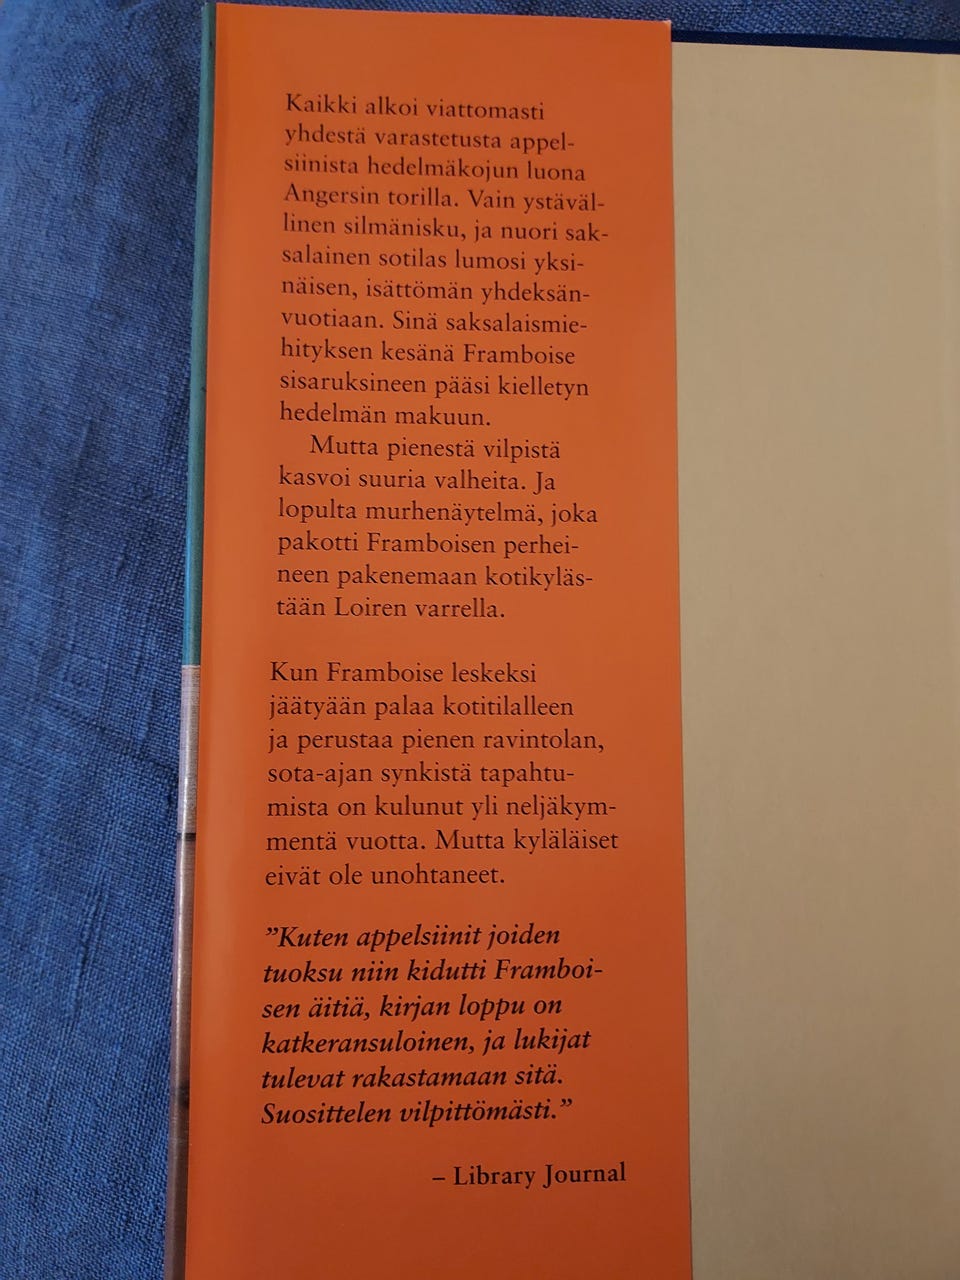 Kaikki alkoi viattomasti
yhdestä varastetusta appel-
siinista hedelmäkojun luona
Angersin torilla. Vain ystäväl-
linen silmänisku, ja nuori sak-
salainen sotilas lumosi yksi-
näisen, isättömän yhdeksän-
vuotiaan. Sinä saksalaismie-
hityksen kesänä Framboise
sisaruksineen pääsi kielletyn
hedelmän makuun.
Mutta pienestä vilpistä
kasvoi suuria valheita. Ja
lopulta murhenäytelmä, joka
pakotti Framboisen perhei-
neen pakenemaan kotikyläs-
tään Loiren varrella.
Kun Framboise leskeksi
jäätyään palaa kotitilalleen
ja perustaa pienen ravintolan,
sota-ajan synkistä tapahtu-
mista on kulunut yli neljäkym-
mentä vuotta. Mutta kyläläiset
eivät ole unohtaneet.
”Kuten appelsiinit joiden
tuoksu niin kidutti Framboi-
sen äitiä, kirjan loppu on
katkeransuloinen, ja lukijat
tulevat rakastamaan sitä.
Suosittelen vilpittömästi.”
– Library Journal